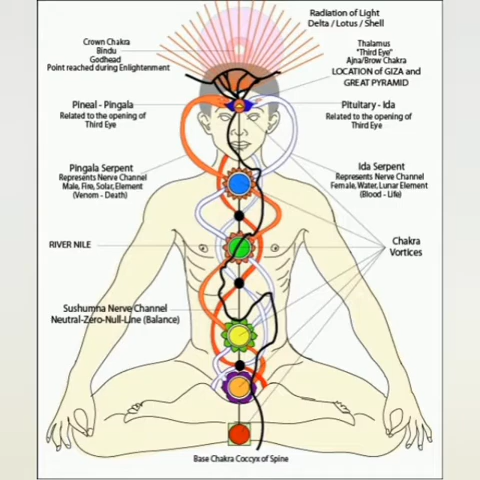 Radiation of Light
Delta / Lotus / Shell
Crown Chakra
Bindu
Godhead
Point reached during Enlightenment
Thalamus
"Third Eye"
Ajna/Brow Chakra
LOCATION of GIZA and
GREAT PYRAMID
Pineal - Pingala
Related to the opening of
Third Eye
Pituitary - Ida
Related to the opening of
Third Eye
Pingala Serpent
Represents Nerve Channel
Male, Fire, Solar, Element
(Venom - Death)
Ida Serpent
Represents Nerve Channel
Female, Water, Lunar Element
(Blood - Life)
RIVER NILE
Chakra
Vortices
Sushumna Nerve Channel
Neutral-Zero-Null-Line (Balance)
Base Chakra Coccyx of Spine